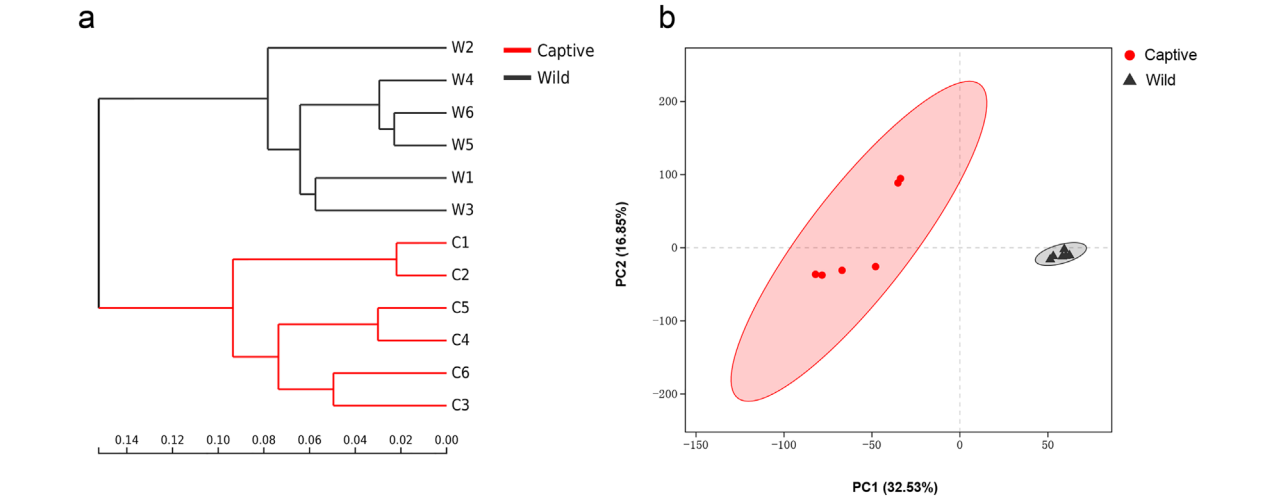 a
W2
W4
W6
W5
W1
W3
C1
C2
C5
C4
C6
C3
Captive
Wild
0.14 0.12 0.10 0.08 0.06 0.04 0.02 0.00
b
Captive
Wild
200
100
0
−100
−200
PC2 (16.85%)
−150 −100 −50 0 50
PC1 (32.53%)